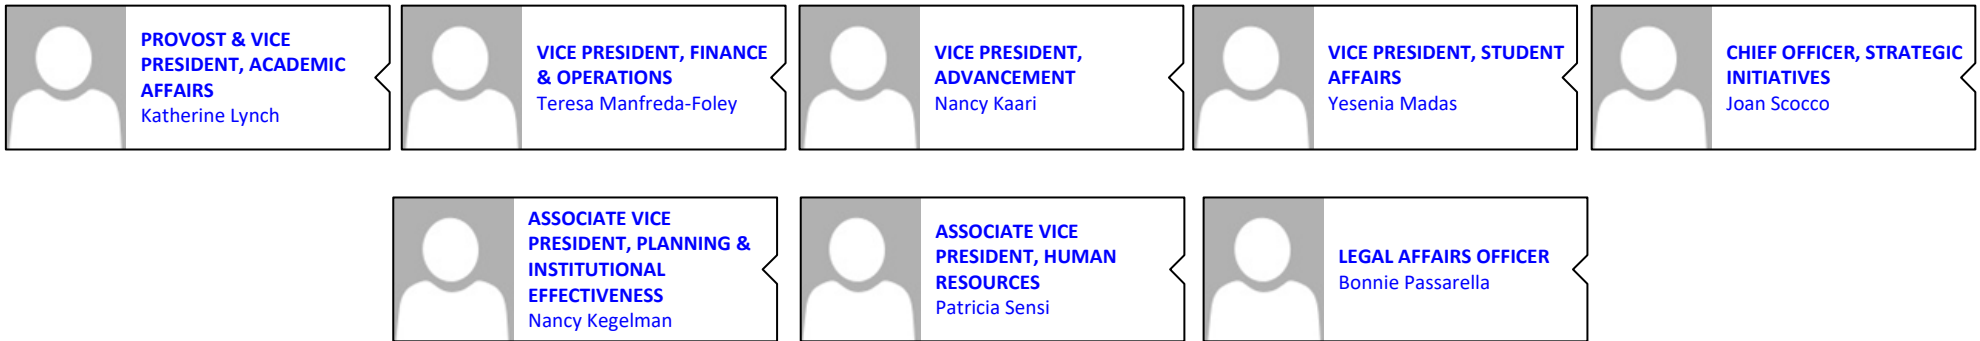 PROVOST & VICE
PRESIDENT, ACADEMIC
AFFAIRS
Katherine Lynch
VICE PRESIDENT, FINANCE
& OPERATIONS
Teresa Manfreda-Foley
VICE PRESIDENT,
ADVANCEMENT
Nancy Kaari
VICE PRESIDENT, STUDENT
AFFAIRS
Yesenia Madas
CHIEF OFFICER, STRATEGIC
INITIATIVES
Joan Scocco
ASSOCIATE VICE
PRESIDENT, PLANNING &
INSTITUTIONAL
EFFECTIVENESS
Nancy Kegelman
ASSOCIATE VICE
PRESIDENT, HUMAN
RESOURCES
Patricia Sensi
LEGAL AFFAIRS OFFICER
Bonnie Passarella